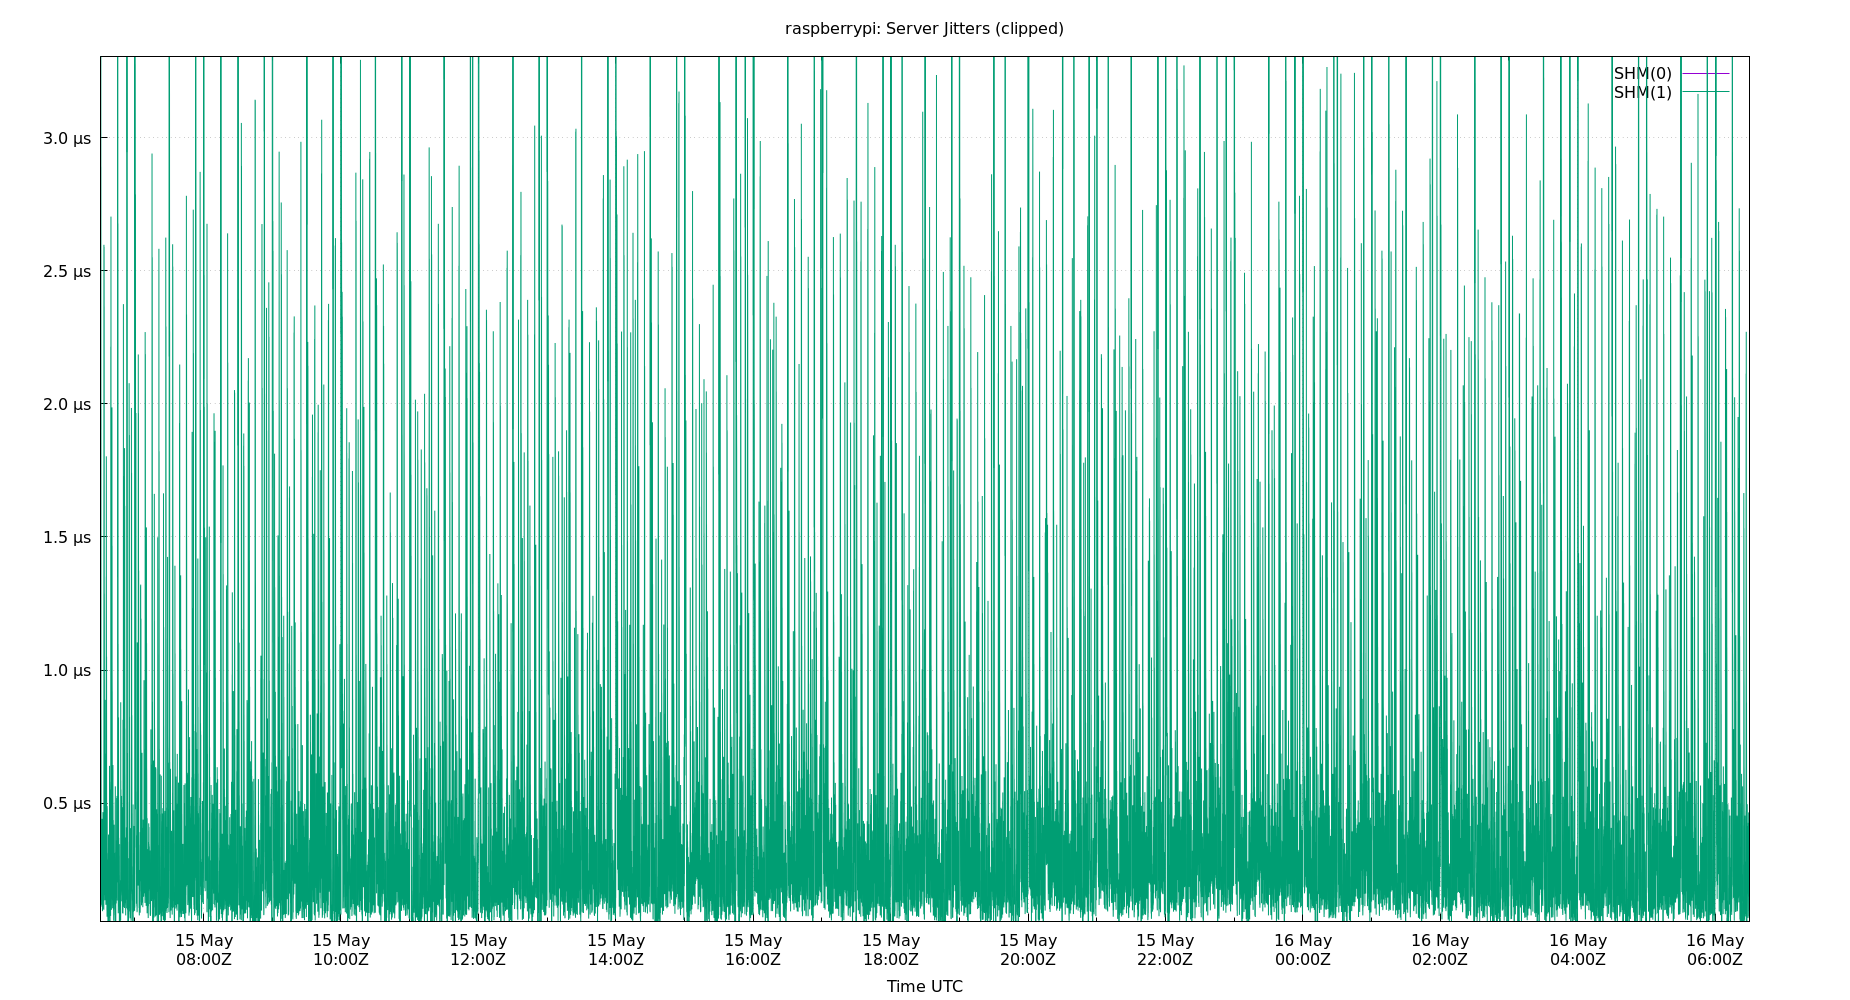 raspberrypi: Server Jitters (clipped)
SHM(0)
SHM(1)
3.0 µs
2.5 µs
2.0 µs
1.5 µs
1.0 µs
0.5 µs
15 May 15 May 15 May 15 May 15 May 15 May 15 May 15 May 16 May 16 May 16 May 16 May
08:00Z 10:00Z 12:00Z 14:00Z 16:00Z 18:00Z 20:00Z 22:00Z 00:00Z 02:00Z 04:00Z 06:00Z
Time UTC